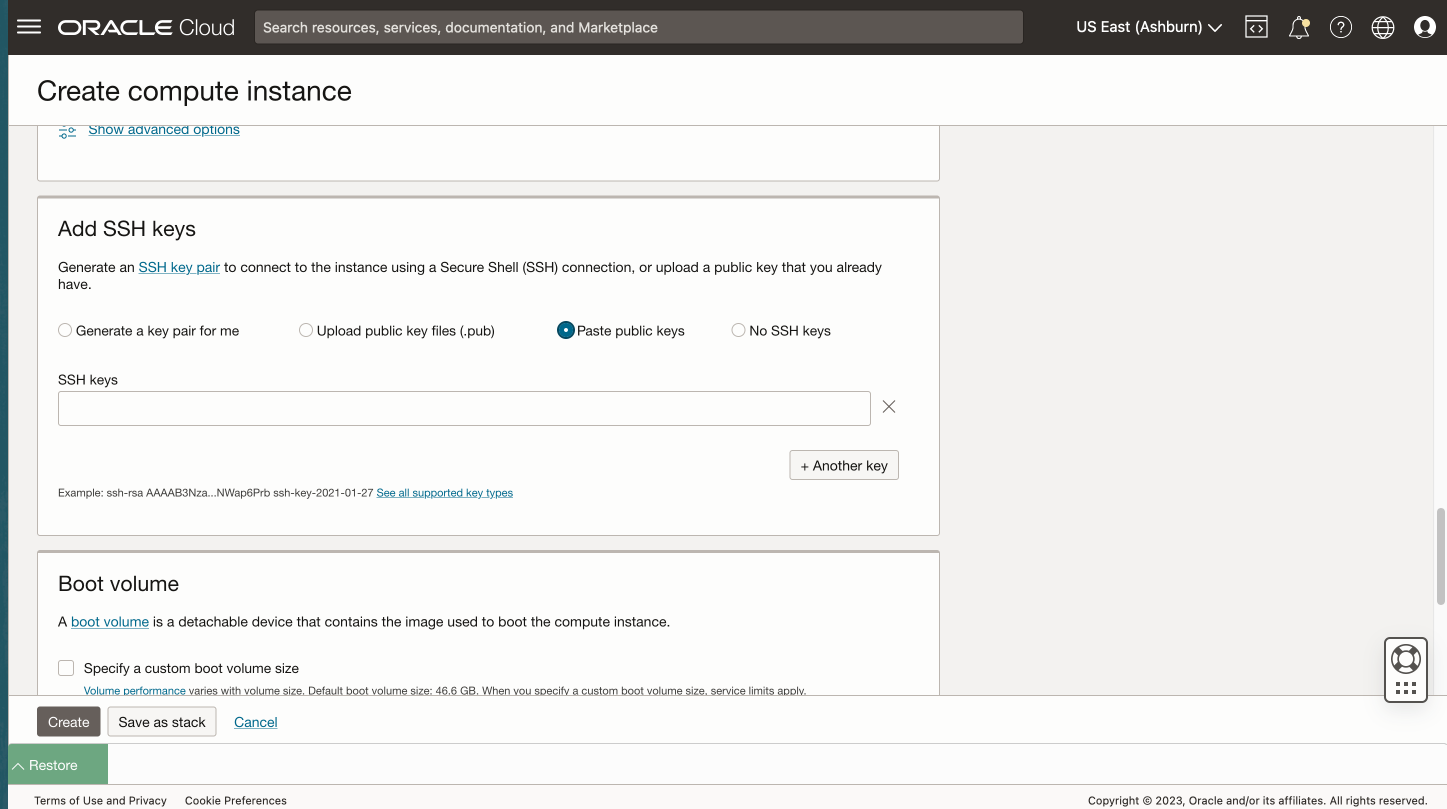 ORACLE Cloud
Search resources, services, documentation, and Marketplace
US East (Ashburn)
Create compute instance
Show advanced options
Add SSH keys
Generate an SSH key pair to connect to the instance using a Secure Shell (SSH) connection, or upload a public key that you already
have.
Generate a key pair for me
Upload public key files (.pub)
Paste public keys
No SSH keys
SSH keys
+ Another key
Example: ssh-rsa AAAAB3Nza...NWap6Prb ssh-key-2021-01-27 See all supported key types
Boot volume
A boot volume is a detachable device that contains the image used to boot the compute instance.
Specify a custom boot volume size
Volume performance varies with volume size. Default boot volume size: 46.6 GB. When you specify a custom boot volume size, service limits apply.
Create
Save as stack
Cancel
Restore
Terms of Use and Privacy
Cookie Preferences
Copyright © 2023, Oracle and/or its affiliates. All rights reserved.